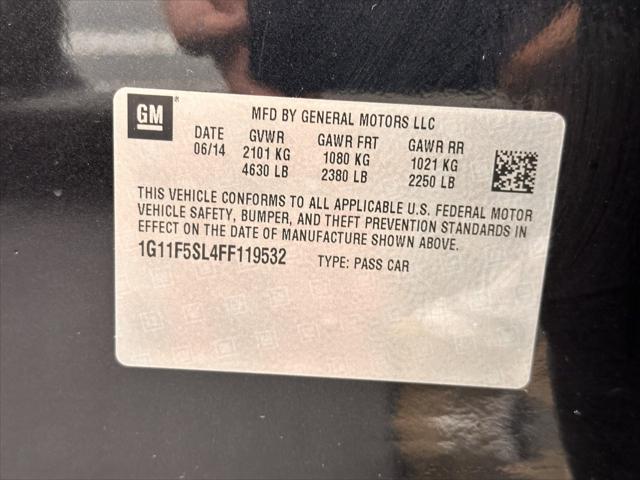 GM ®
MFD BY GENERAL MOTORS LLC
DATE GVWR GAWR FRT GAWR RR
06/14 2101 KG 1080 KG 1021 KG
4630 LB 2380 LB 2250 LB
THIS VEHICLE CONFORMS TO ALL APPLICABLE U.S. FEDERAL MOTOR
VEHICLE SAFETY, BUMPER, AND THEFT PREVENTION STANDARDS IN
EFFECT ON THE DATE OF MANUFACTURE SHOWN ABOVE.
1G11F5SL4FF119532 TYPE: PASS CAR